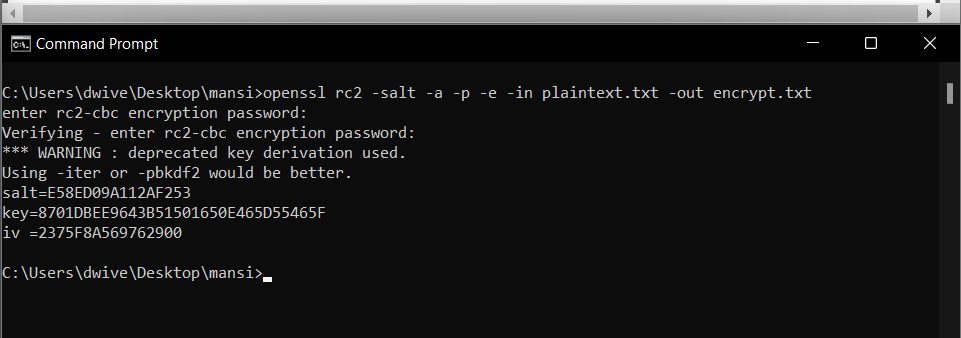 Command Prompt
C:\Users\dwive\Desktop\mansi>openssl rc2 -salt -a -p -e -in plaintext.txt -out encrypt.txt
enter rc2-cbc encryption password:
Verifying - enter rc2-cbc encryption password:
*** WARNING : deprecated key derivation used.
Using -iter or -pbkdf2 would be better.
salt=E58ED09A112AF253
key=8701DBEE9643B51501650E465D55465F
iv =2375F8A569762900
C:\Users\dwive\Desktop\mansi>